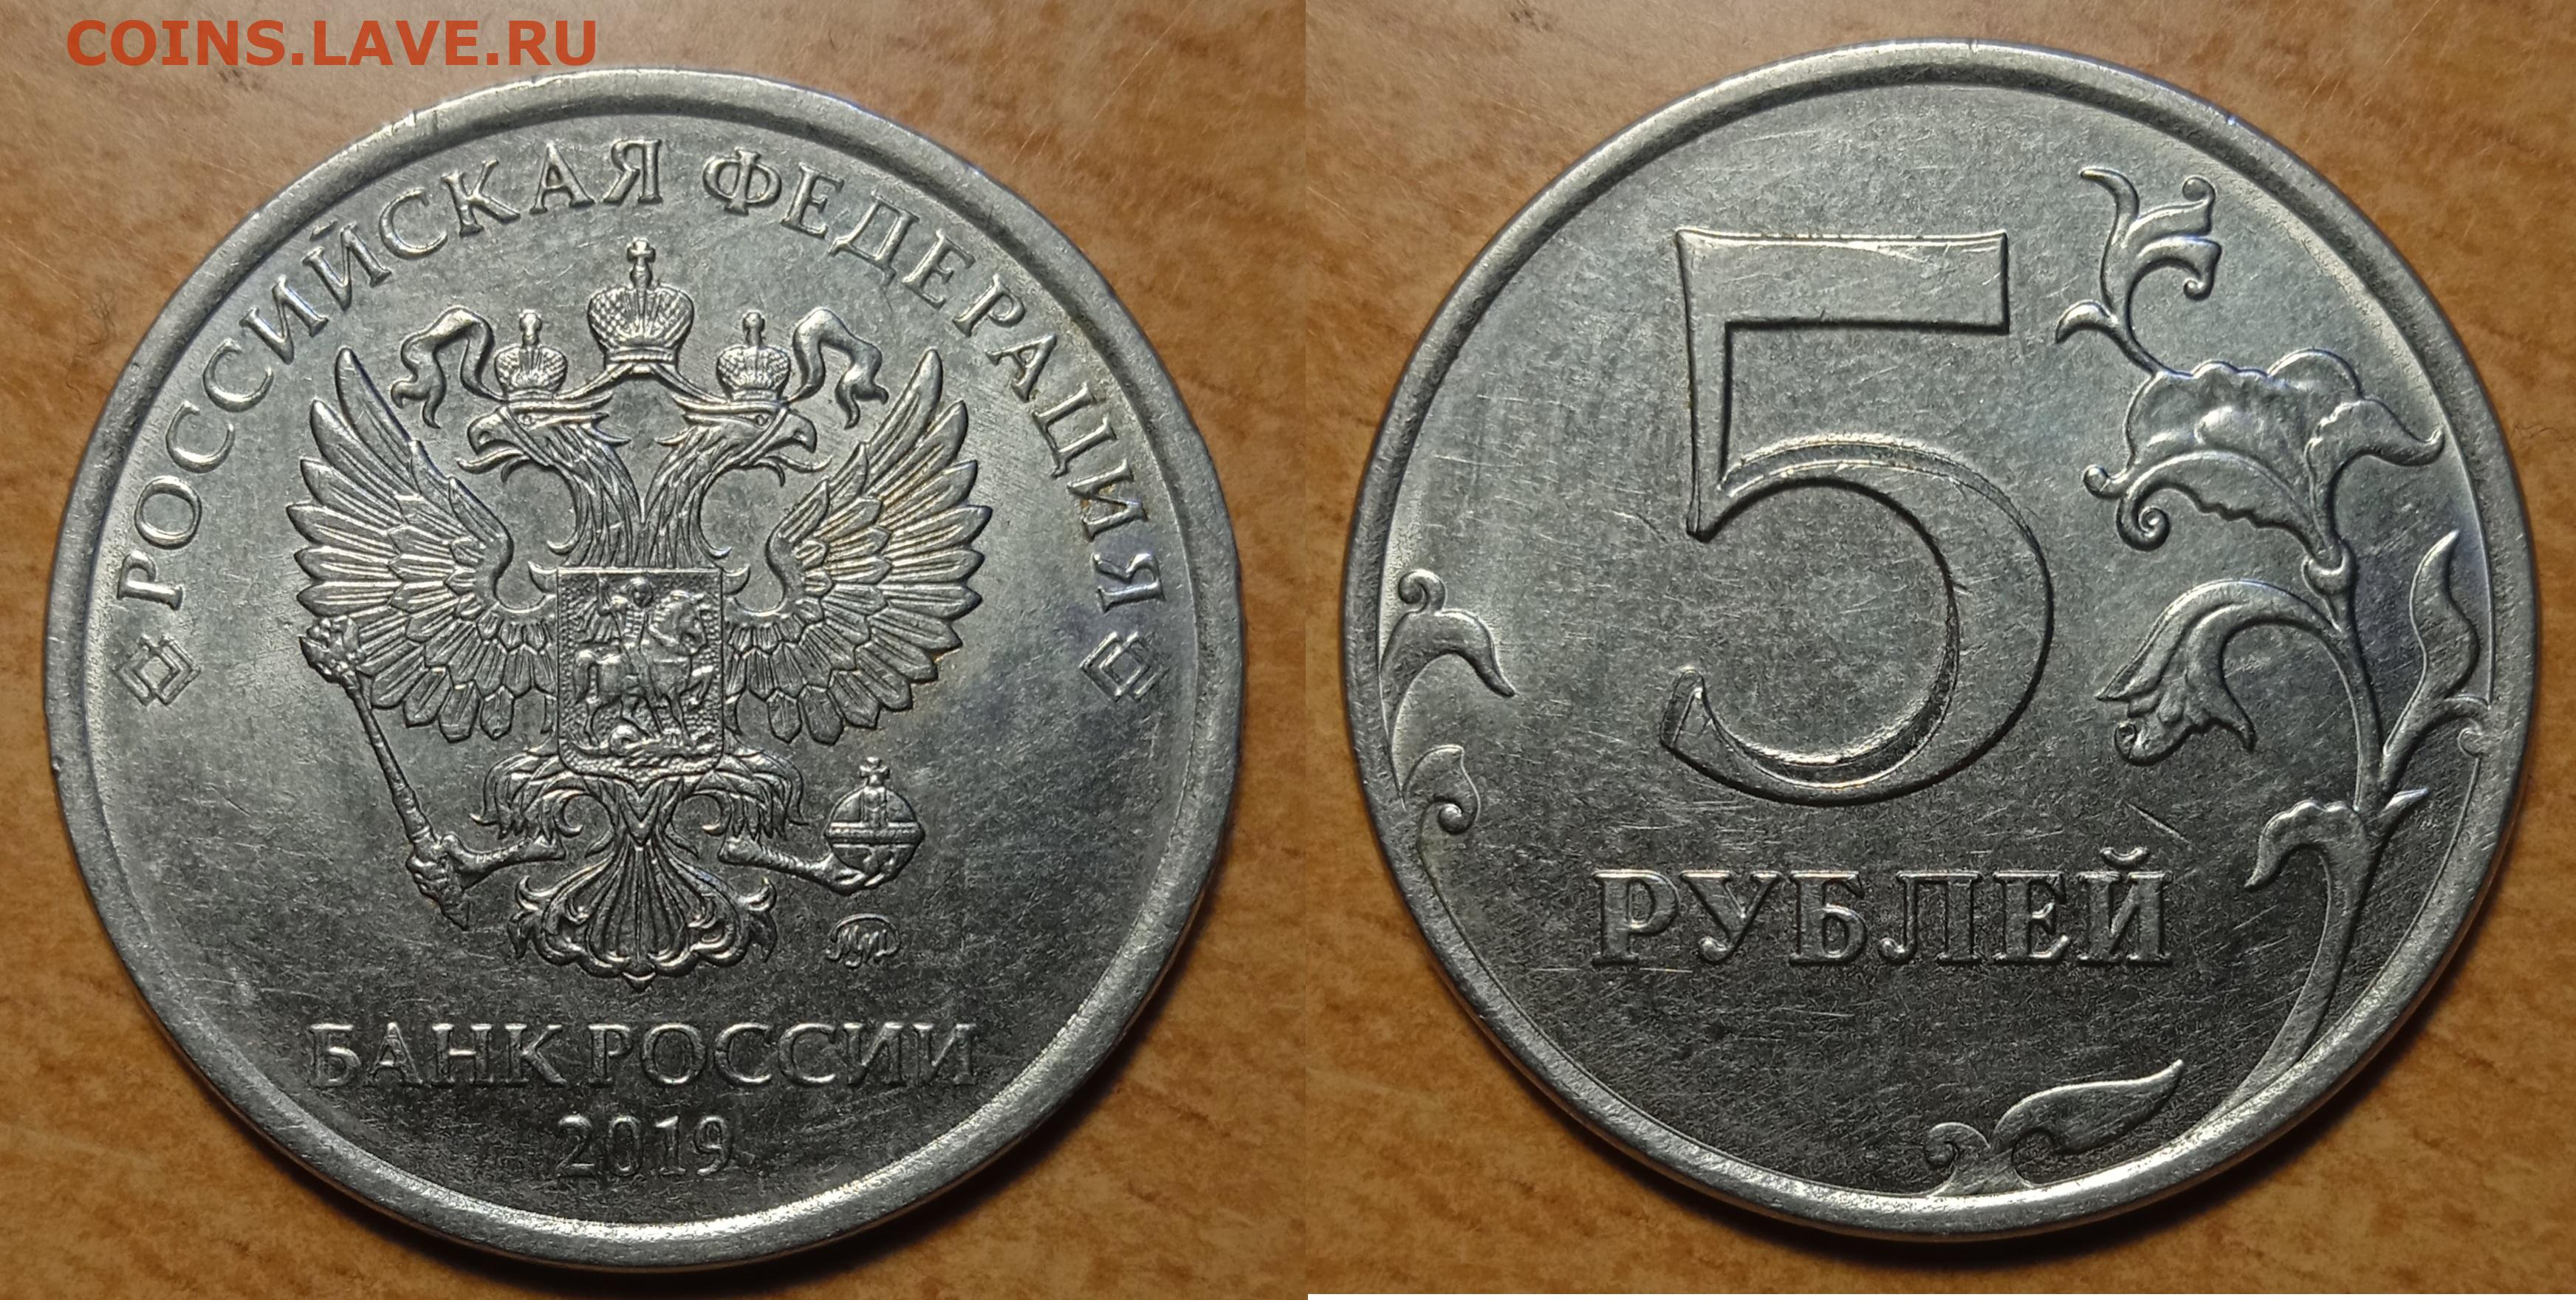 COINS.LAVE.RU
РОССИЙСКАЯ ФЕДЕРАЦИЯ
БАНК РОССИИ
2019
5
РУБЛЕЙ